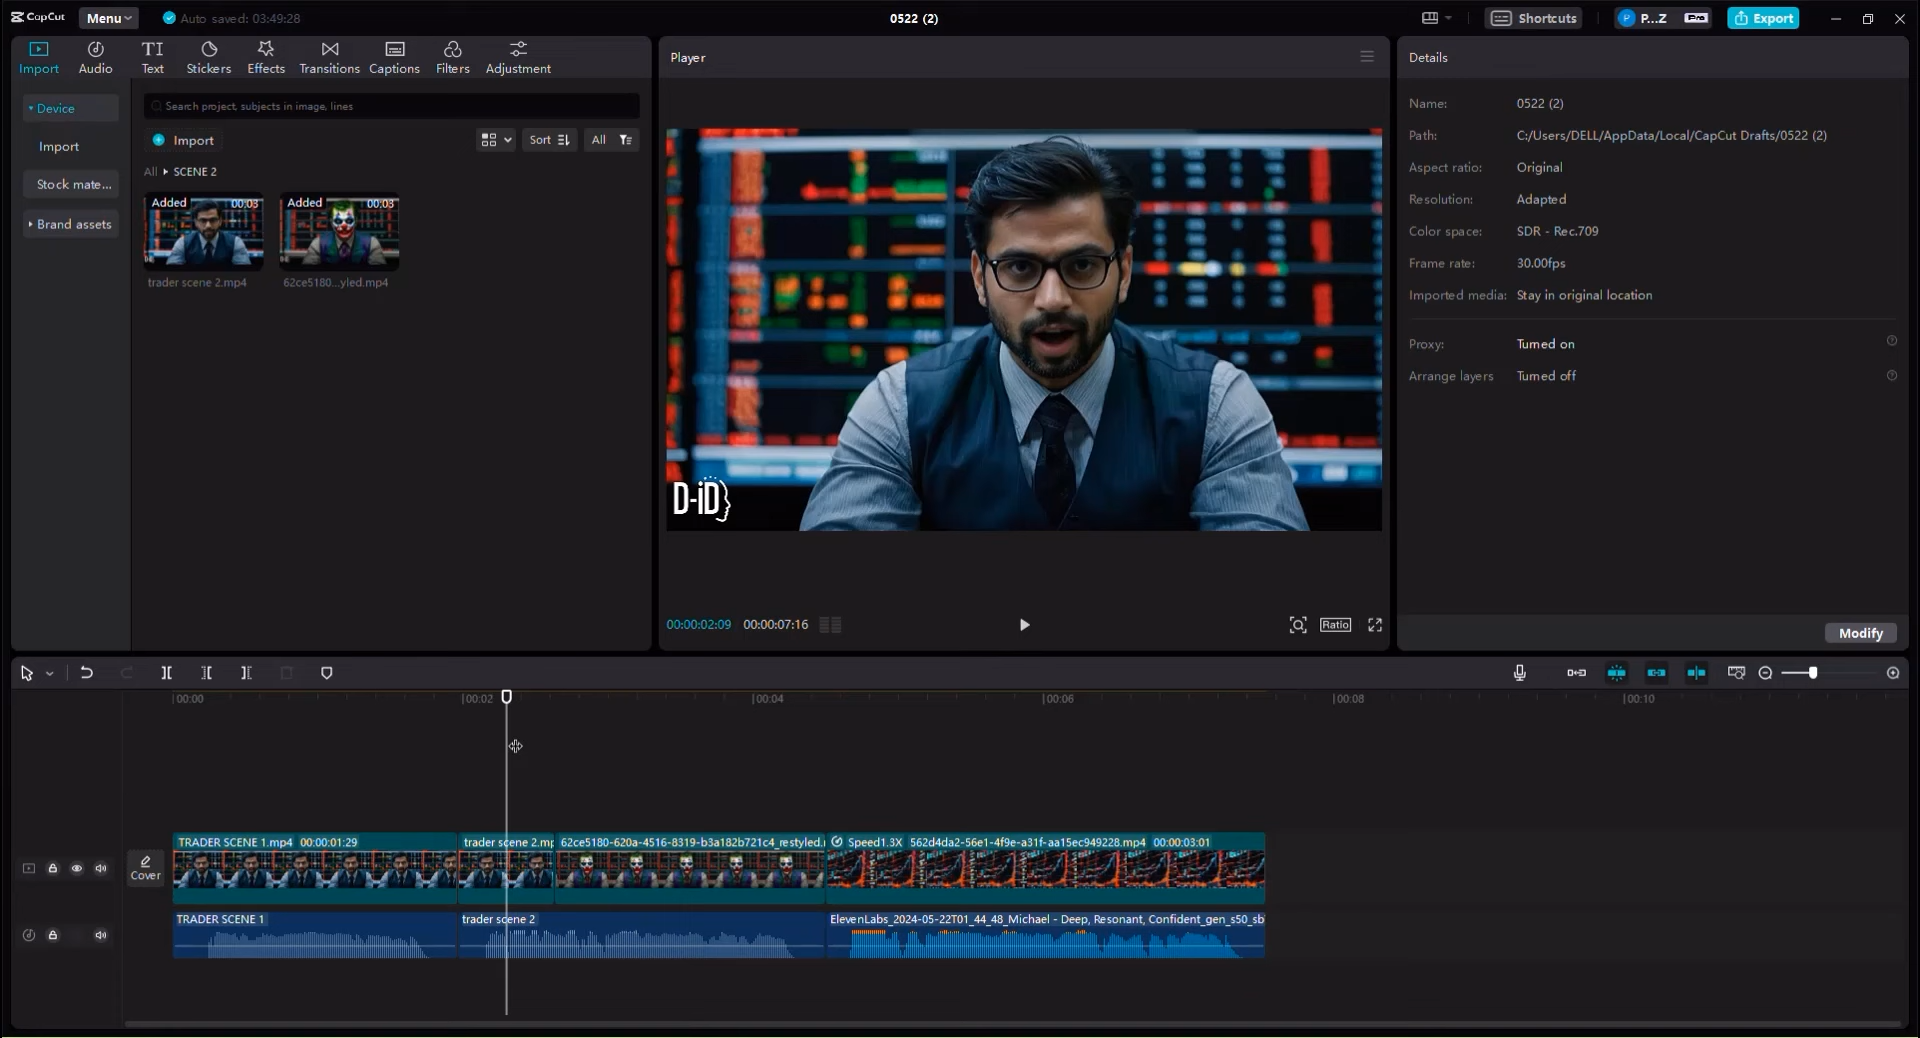 CapCut
Menu
Auto saved: 03:49:28
0522 (2)
Shortcuts
P
P...Z
Pro
Export
Import
Audio
TI
Text
Stickers
Effects
Transitions
Captions
Filters
Adjustment
Player
Details
Device
Import
Stock mate...
Brand assets
Search project, subjects in image, lines
Import
Sort
All
All SCENE 2
Added 00:03
Added 00:03
trader scene 2.mp4
62ce5180...yled.mp4
D-iD
Name: 0522 (2)
Path: C:/Users/DELL/AppData/Local/CapCut Drafts/0522 (2)
Aspect ratio: Original
Resolution: Adapted
Color space: SDR - Rec.709
Frame rate: 30.00fps
Imported media: Stay in original location
Proxy: Turned on
Arrange layers Turned off
00:00:02:09 00:00:07:16
Ratio
Modify
00:00
00:02
00:04
00:06
00:08
00:10
Cover
TRADER SCENE 1.mp4 00:00:01:29
trader scene 2.mp
62ce5180-620a-4516-8319-b3a182b721c4_restyled.
Speed1.3X 562d4da2-56e1-4f9e-a31f-aa15ec949228.mp4 00:00:03:01
TRADER SCENE 1
trader scene 2
ElevenLabs_2024-05-22T01_44_48_Michael - Deep, Resonant, Confident_gen_s50_sb